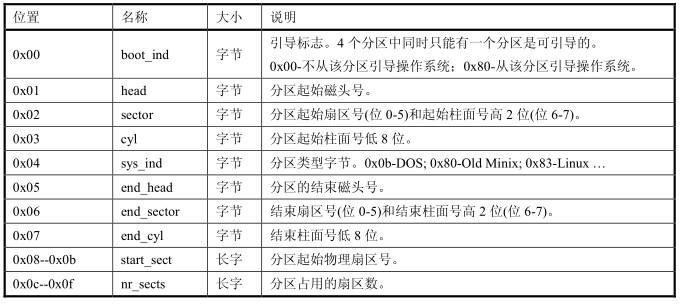 位置 名称 大小 说明
0x00 boot_ind 字节 引导标志。4 个分区中同时只能有一个分区是可引导的。
0x00-不从该分区引导操作系统；0x80-从该分区引导操作系统。
0x01 head 字节 分区起始磁头号。
0x02 sector 字节 分区起始扇区号(位 0-5)和起始柱面号高 2 位(位 6-7)。
0x03 cyl 字节 分区起始柱面号低 8 位。
0x04 sys_ind 字节 分区类型字节。0x0b-DOS; 0x80-Old Minix; 0x83-Linux …
0x05 end_head 字节 分区的结束磁头号。
0x06 end_sector 字节 结束扇区号(位 0-5)和结束柱面号高 2 位(位 6-7)。
0x07 end_cyl 字节 结束柱面号低 8 位。
0x08--0x0b start_sect 长字 分区起始物理扇区号。
0x0c--0x0f nr_sects 长字 分区占用的扇区数。